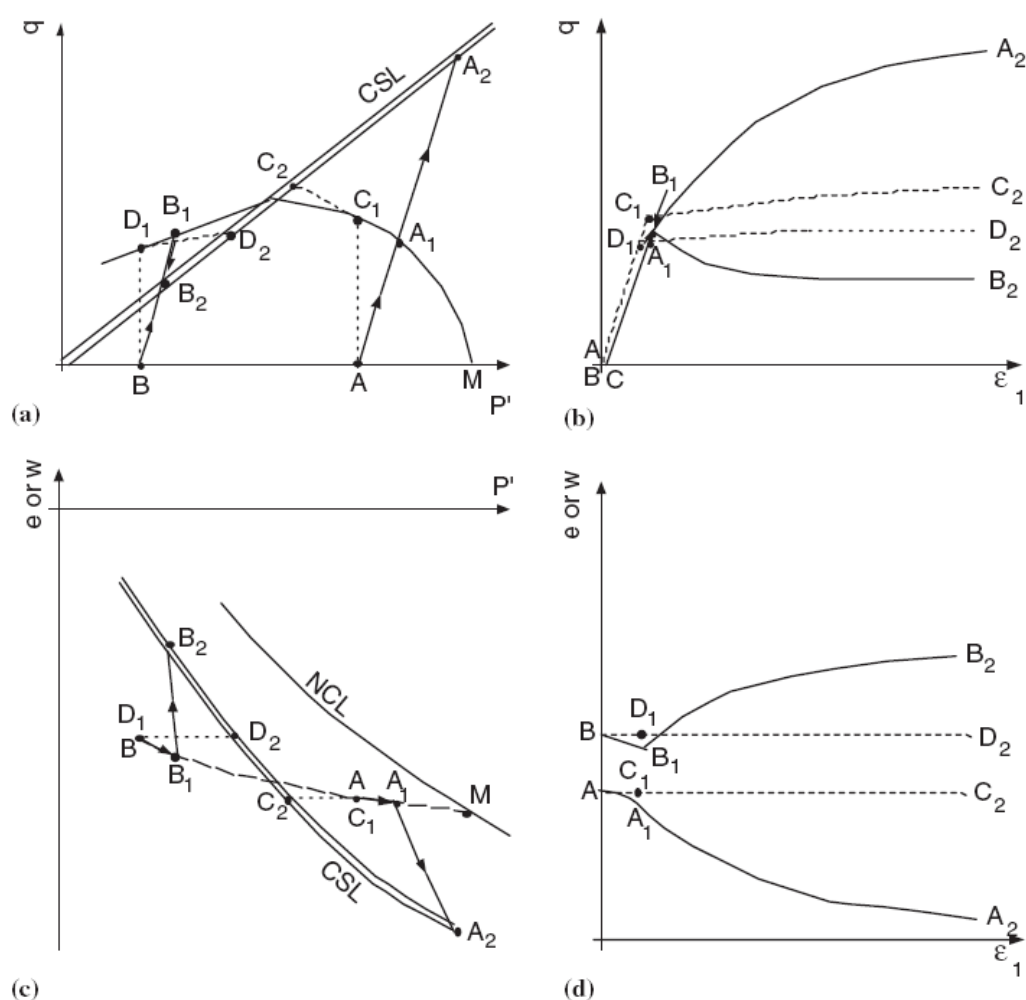 q
CSL
A2
C2
C1
B1
D1
D2
A1
B2
B
A
M
P'
(a)
q
A2
B1
C1
C2
D1
D2
A1
B2
A
B C
ε1
(b)
e or w
P'
B2
NCL
D1
D2
B
B1
A
A1
M
C2
C1
CSL
A2
(c)
e or w
B2
D1
B
D2
B1
C1
A
C2
A1
A2
ε1
(d)